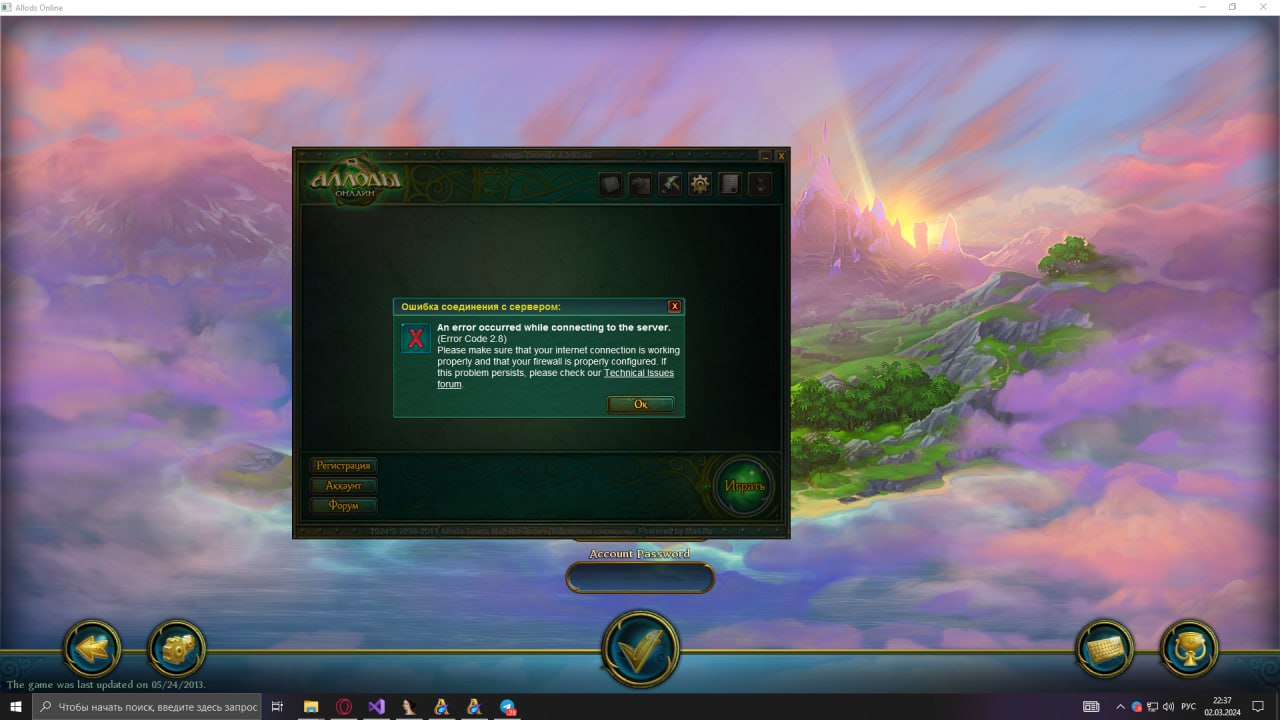 Allods Online
АЛЛОДЫ
ОНЛАЙН
Ошибка соединения с сервером:
X
An error occurred while connecting to the server.
(Error Code 2.8)
Please make sure that your internet connection is working
properly and that your firewall is properly configured. If
this problem persists, please check our Technical issues
forum.
Ок
Регистрация
Аккаунт
Форум
Играть
Account Password
The game was last updated on 05/24/2013.
Чтобы начать поиск, введите здесь запрос
РУС
22:37
02.03.2024